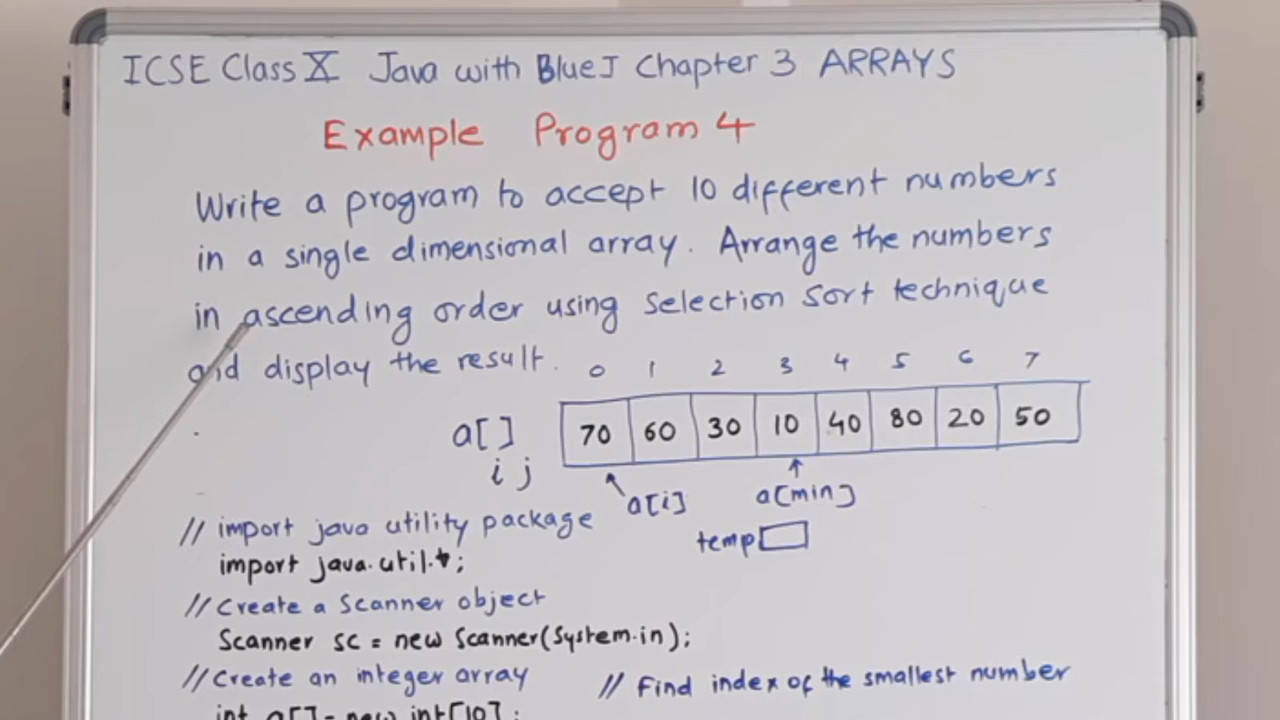 ICSE Class X Java with BlueJ Chapter 3 ARRAYS
Example Program 4
Write a program to accept 10 different numbers
in a single dimensional array. Arrange the numbers
in ascending order using selection sort technique
and display the result.
0 1 2 3 4 5 6 7
a[] 70 60 30 10 40 80 20 50
i j
a[i] a[min]
temp
// import java utility package
import java.util.*;
// Create a Scanner object
Scanner sc = new Scanner(System.in);
// Create an integer array
// Find index of the smallest number
int a[] = new int[10];